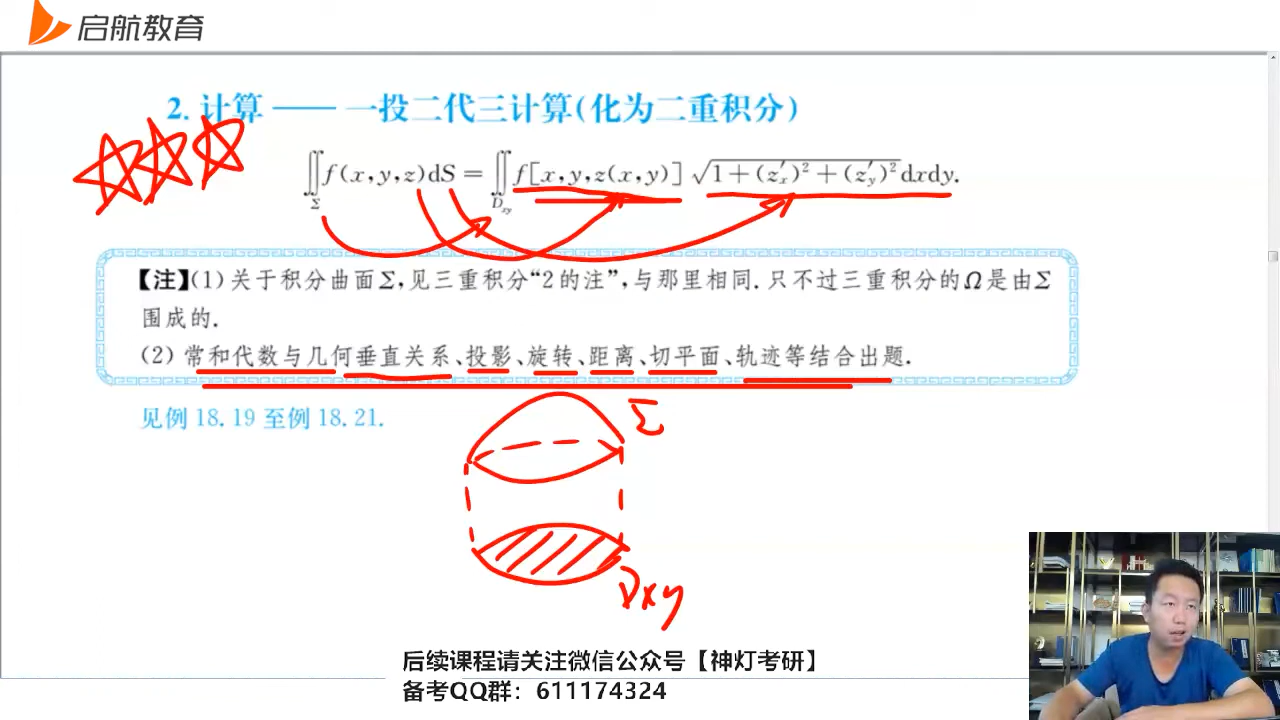 启航教育
2. 计算 —— 一投二代三计算(化为二重积分)
∬_Σ f(x,y,z)dS = ∬_{D_{xy}} f[x,y,z(x,y)] √(1+(z′_x)²+(z′_y)²) dxdy.
【注】(1)关于积分曲面Σ,见三重积分“2的注”,与那里相同.只不过三重积分的Ω是由Σ
围成的.
(2)常和代数与几何垂直关系、投影、旋转、距离、切平面、轨迹等结合出题.
见例 18.19 至例 18.21.
Σ
Dxy
后续课程请关注微信公众号【神灯考研】
备考QQ群：611174324